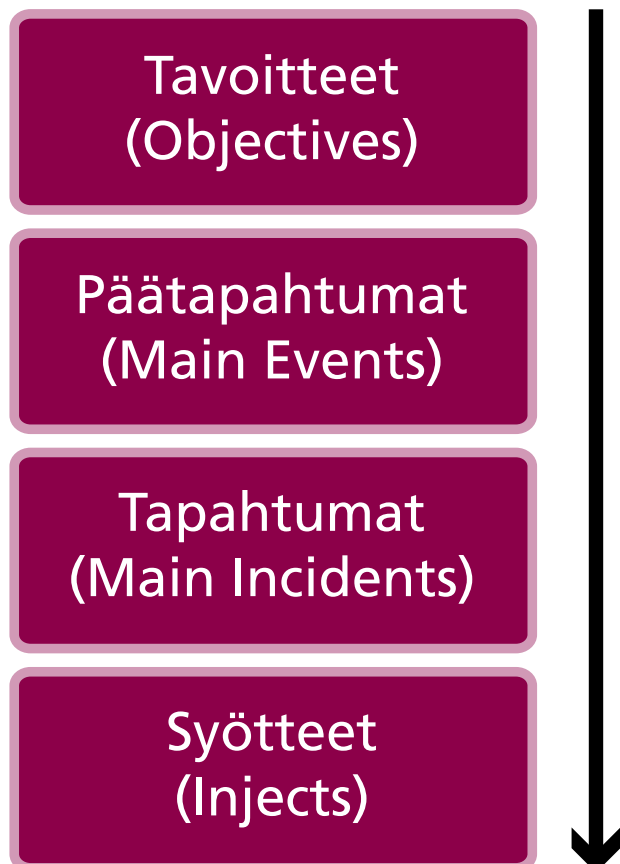 Tavoitteet
(Objectives)
Päätapahtumat
(Main Events)
Tapahtumat
(Main Incidents)
Syötteet
(Injects)